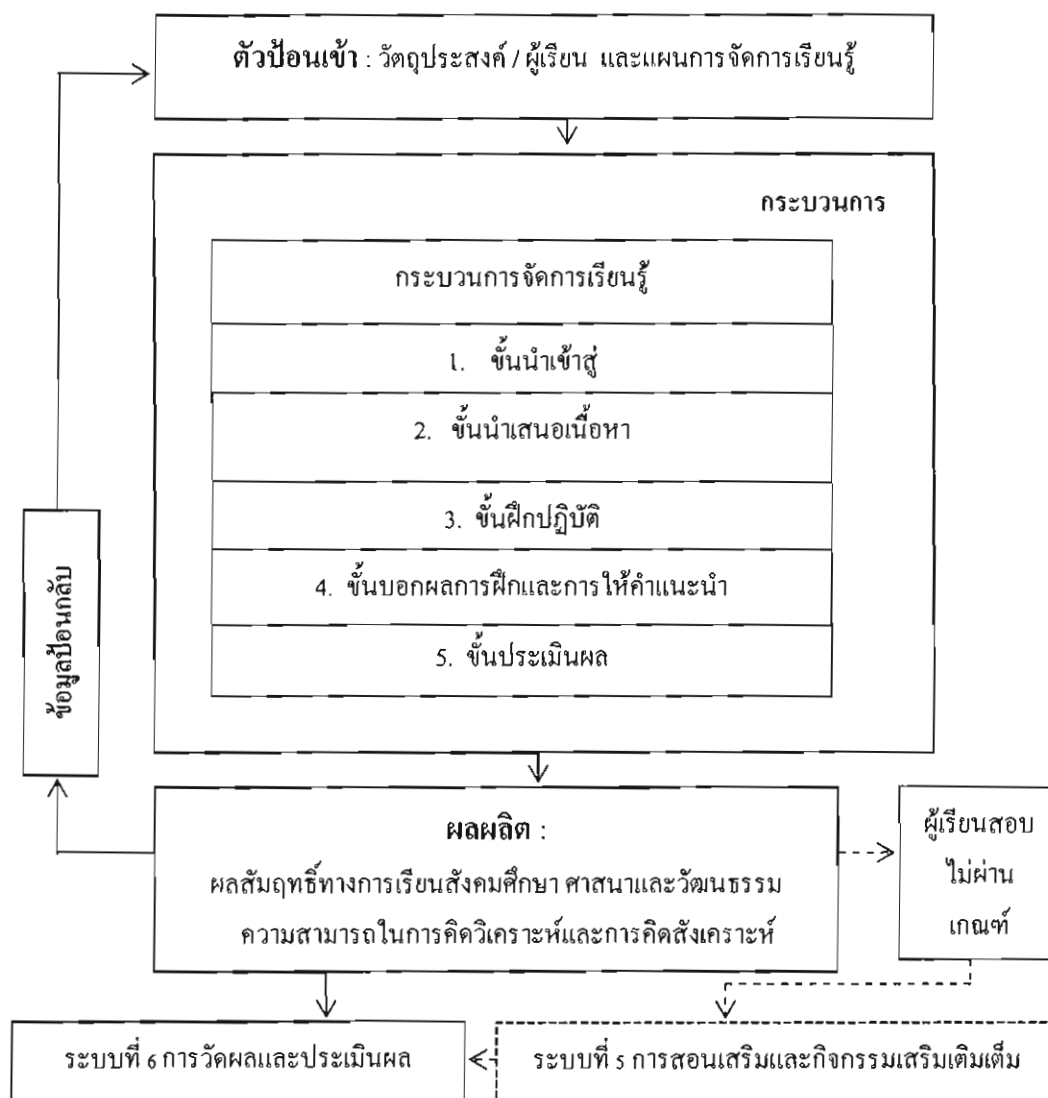 ตัวป้อนเข้า : วัตถุประสงค์ / ผู้เรียน และแผนการจัดการเรียนรู้
กระบวนการ
กระบวนการจัดการเรียนรู้
1. ขั้นนำเข้าสู่
2. ขั้นนำเสนอเนื้อหา
3. ขั้นฝึกปฏิบัติ
4. ขั้นบอกผลการฝึกและการให้คำแนะนำ
5. ขั้นประเมินผล
ข้อมูลป้อนกลับ
ผลผลิต :
ผลสัมฤทธิ์ทางการเรียนสังคมศึกษา ศาสนาและวัฒนธรรม
ความสามารถในการคิดวิเคราะห์และการคิดสังเคราะห์
ผู้เรียนสอบ
ไม่ผ่าน
เกณฑ์
ระบบที่ 6 การวัดผลและประเมินผล
ระบบที่ 5 การสอนเสริมและกิจกรรมเสริมเติมเต็ม